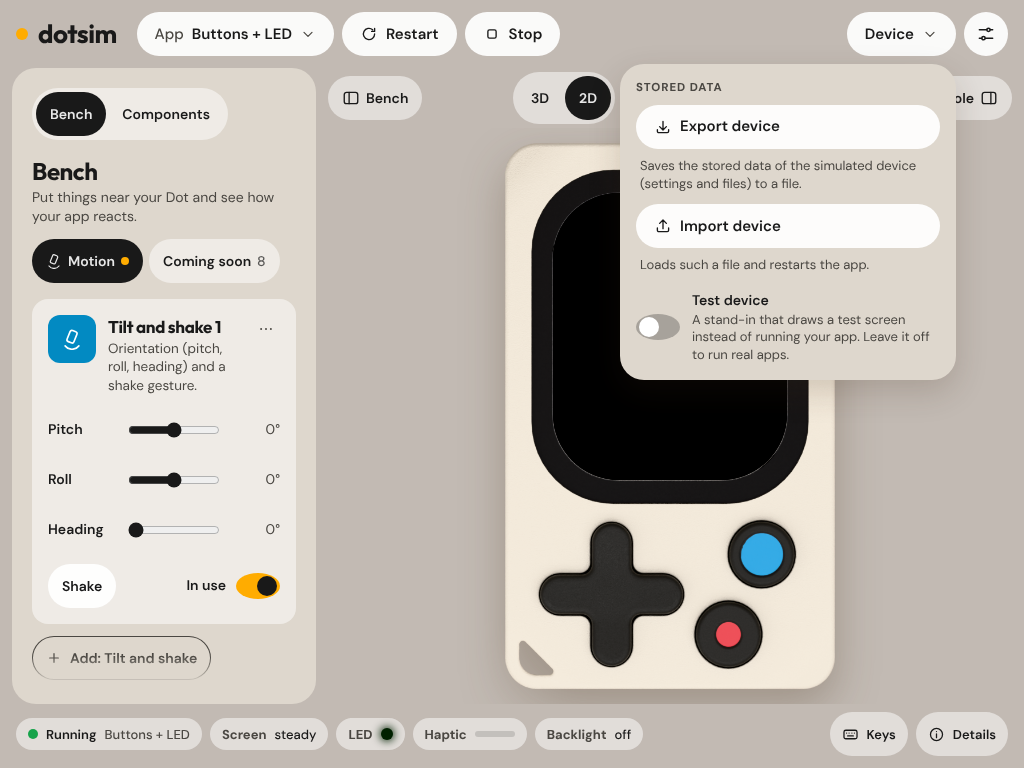 dotsim
App Buttons + LED
Restart
Stop
Device
Bench
Components
Bench
Put things near your Dot and see how
your app reacts.
Motion
Coming soon 8
Tilt and shake 1
...
Orientation (pitch,
roll, heading) and a
shake gesture.
Pitch
0°
Roll
0°
Heading
0°
Shake
In use
+ Add: Tilt and shake
Bench
3D
2D
ole
STORED DATA
Export device
Saves the stored data of the simulated device
(settings and files) to a file.
Import device
Loads such a file and restarts the app.
Test device
A stand-in that draws a test screen
instead of running your app. Leave it off
to run real apps.
Running Buttons + LED
Screen steady
LED
Haptic
Backlight off
Keys
Details